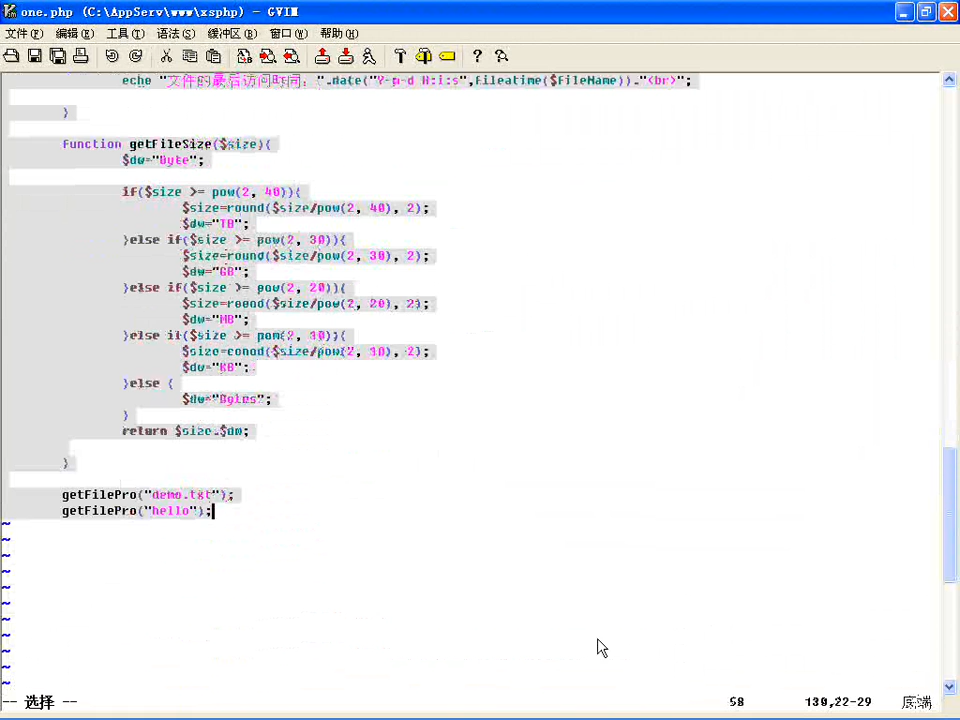 one.php (C:\AppServ\www\xsphp) - GVIM
文件(F) 编辑(E) 工具(T) 语法(S) 缓冲区(B) 窗口(W) 帮助(H)
echo "文件的最后访问时间: ".date("Y-m-d H:i:s",fileatime($fileName))."<br>";
}
function getFileSize($size){
$dw="Byte";
if($size >= pow(2, 40)){
$size=round($size/pow(2, 40), 2);
$dw="TB";
}else if($size >= pow(2, 30)){
$size=round($size/pow(2, 30), 2);
$dw="GB";
}else if($size >= pow(2, 20)){
$size=round($size/pow(2, 20), 2);
$dw="MB";
}else if($size >= pow(2, 10)){
$size=round($size/pow(2, 10), 2);
$dw="KB";
}else {
$dw="Bytes";
}
return $size.$dw;
}
getFilePro("demo.txt");
getFilePro("hello");
~
~
~
~
~
~
~
~
~
~
~
-- 选择 -- 58 130,22-29 底端